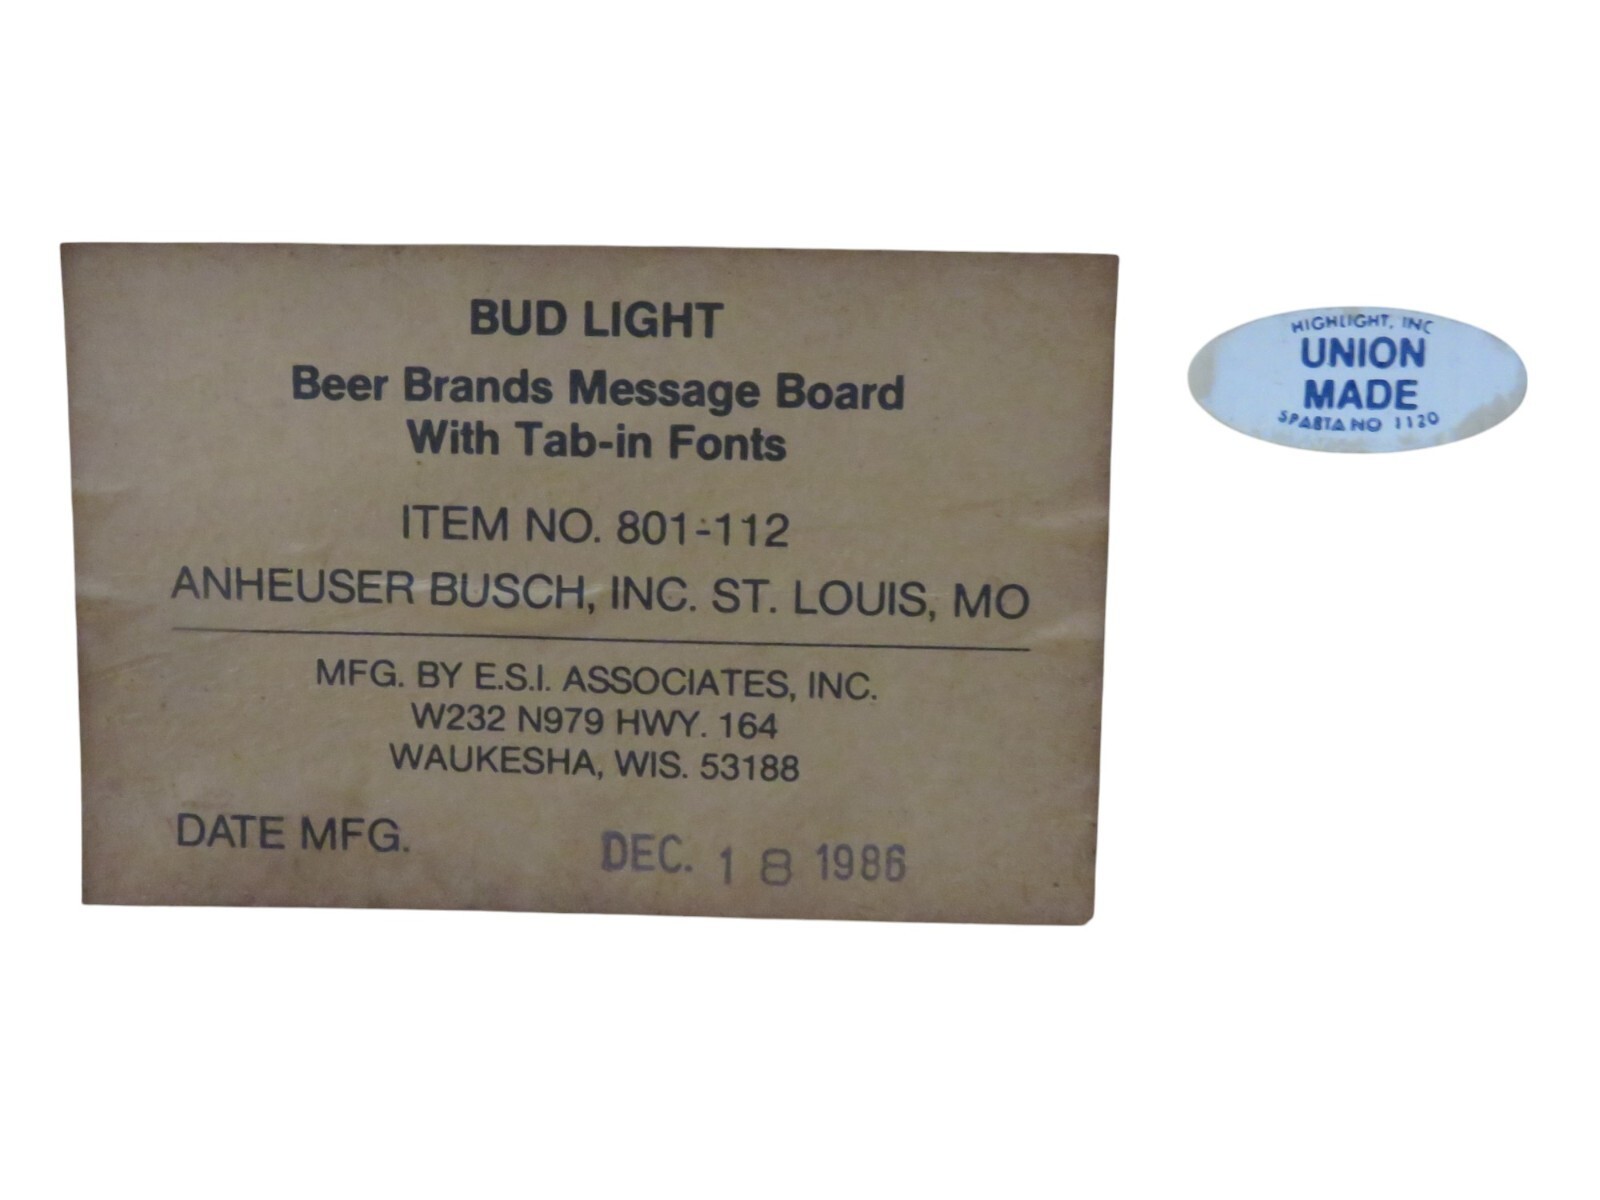 BUD LIGHT
Beer Brands Message Board
With Tab-in Fonts
ITEM NO. 801-112
ANHEUSER BUSCH, INC. ST. LOUIS, MO
MFG. BY E.S.I. ASSOCIATES, INC.
W232 N979 HWY. 164
WAUKESHA, WIS. 53188
DATE MFG. DEC. 18 1986
HIGHLIGHT, INC
UNION
MADE
SPARTA NO 1120